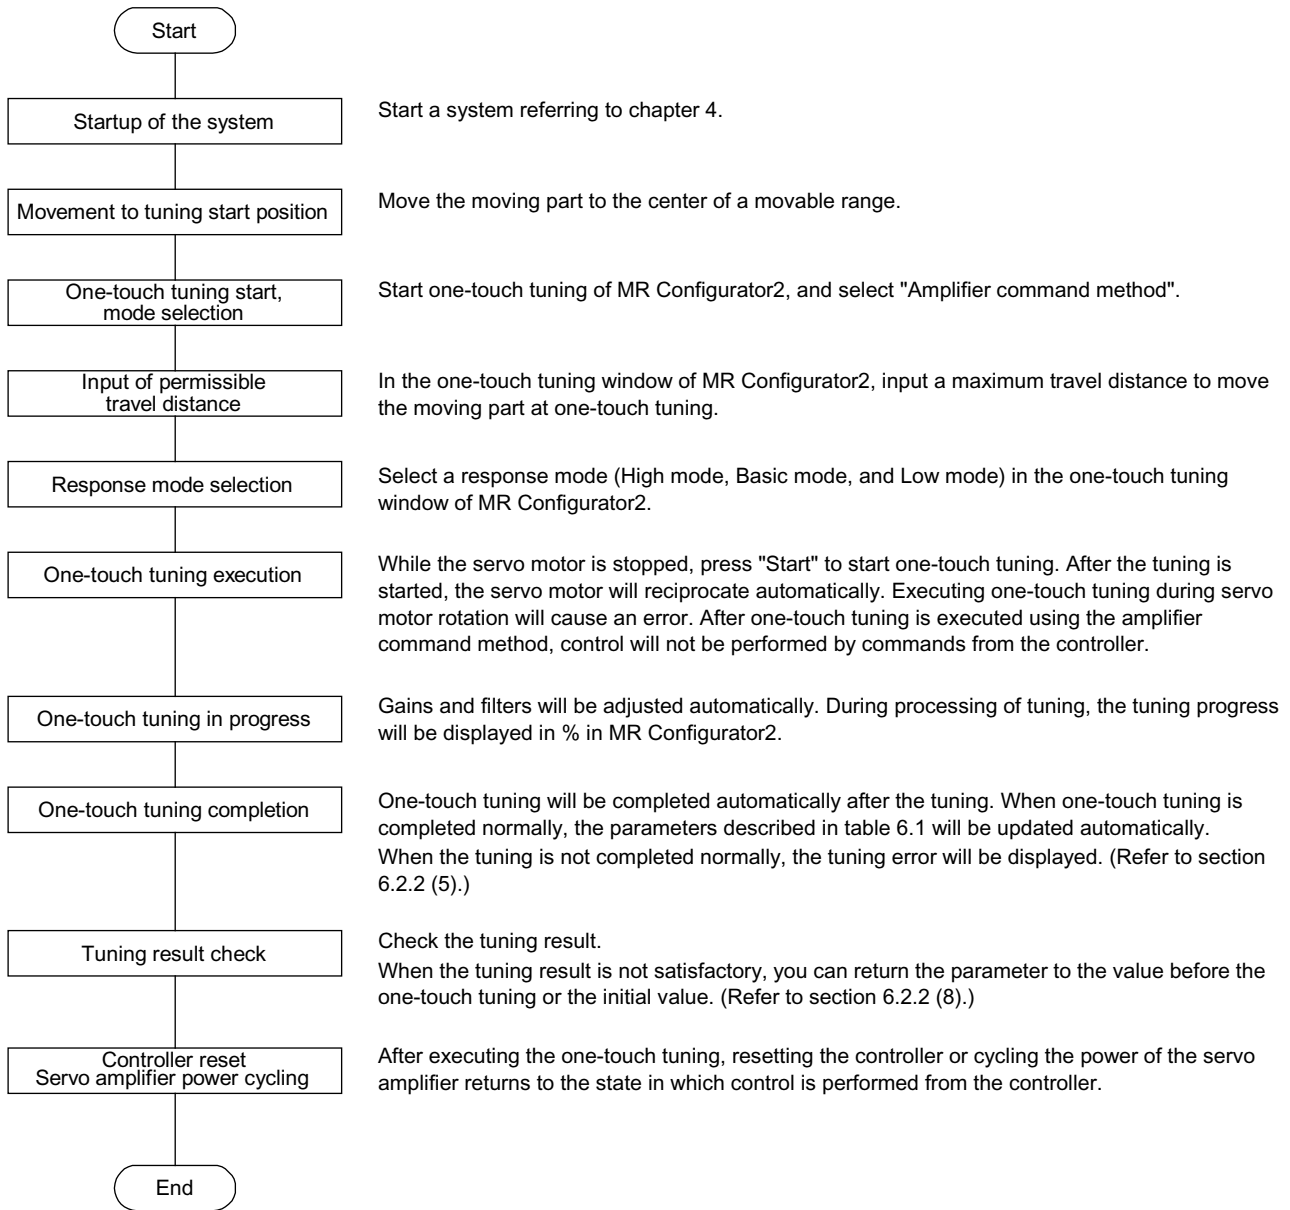 Start
Startup of the system
Start a system referring to chapter 4.
Movement to tuning start position
Move the moving part to the center of a movable range.
One-touch tuning start,
mode selection
Start one-touch tuning of MR Configurator2, and select "Amplifier command method".
Input of permissible
travel distance
In the one-touch tuning window of MR Configurator2, input a maximum travel distance to move
the moving part at one-touch tuning.
Response mode selection
Select a response mode (High mode, Basic mode, and Low mode) in the one-touch tuning
window of MR Configurator2.
One-touch tuning execution
While the servo motor is stopped, press "Start" to start one-touch tuning. After the tuning is
started, the servo motor will reciprocate automatically. Executing one-touch tuning during servo
motor rotation will cause an error. After one-touch tuning is executed using the amplifier
command method, control will not be performed by commands from the controller.
One-touch tuning in progress
Gains and filters will be adjusted automatically. During processing of tuning, the tuning progress
will be displayed in % in MR Configurator2.
One-touch tuning completion
One-touch tuning will be completed automatically after the tuning. When one-touch tuning is
completed normally, the parameters described in table 6.1 will be updated automatically.
When the tuning is not completed normally, the tuning error will be displayed. (Refer to section
6.2.2 (5).)
Tuning result check
Check the tuning result.
When the tuning result is not satisfactory, you can return the parameter to the value before the
one-touch tuning or the initial value. (Refer to section 6.2.2 (8).)
Controller reset
Servo amplifier power cycling
After executing the one-touch tuning, resetting the controller or cycling the power of the servo
amplifier returns to the state in which control is performed from the controller.
End